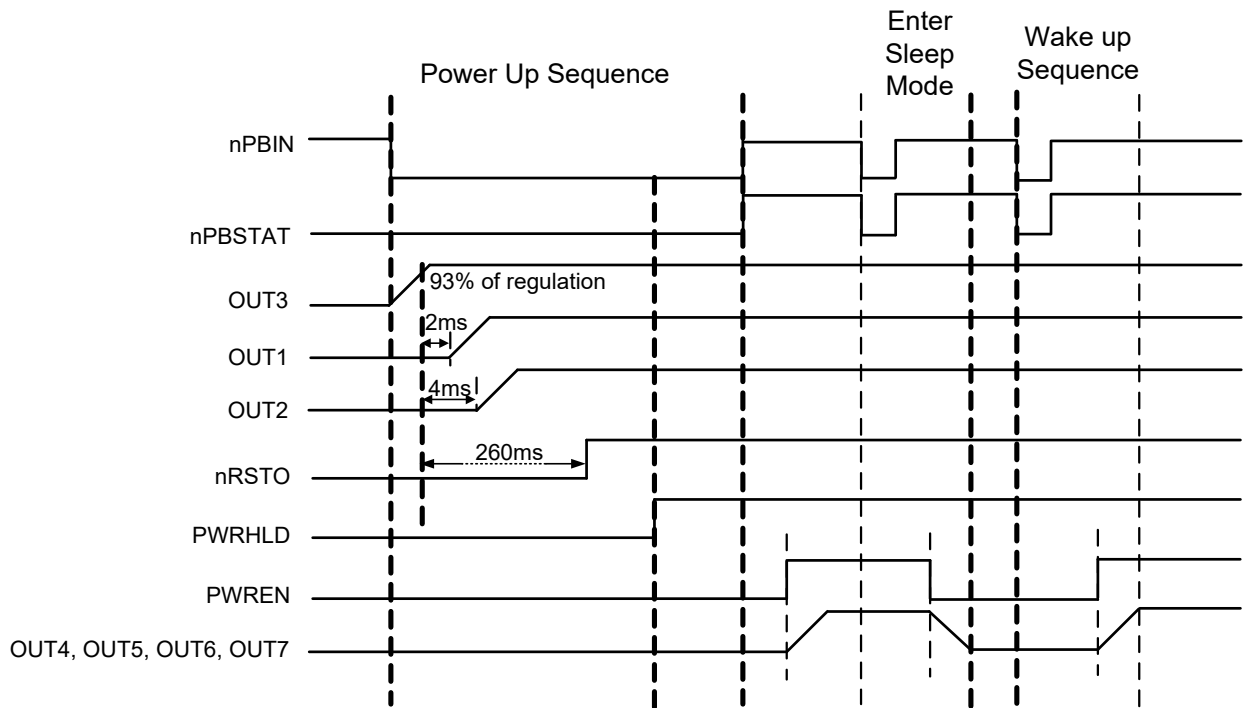 Power Up Sequence
Enter
Sleep
Mode
Wake up
Sequence
nPBIN
nPBSTAT
93% of regulation
OUT3
2ms
OUT1
4ms
OUT2
260ms
nRSTO
PWRHLD
PWREN
OUT4, OUT5, OUT6, OUT7